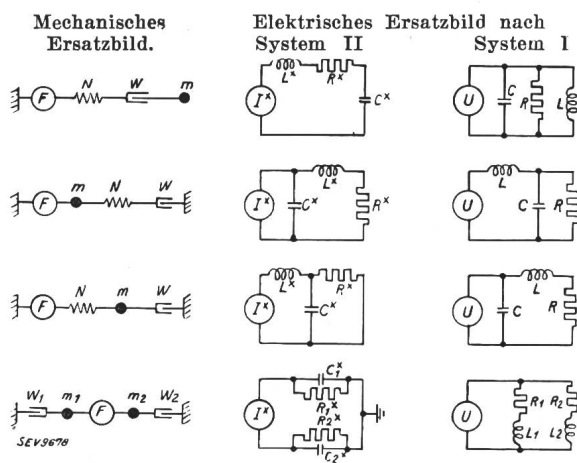 Mechanisches Ersatzbild.
Elektrisches Ersatzbild nach
System II System I
F N W m
I× L× R× C×
U C R L
F m N W
I× C× L× R×
U L C R
F N m W
I× L× R× C×
U C L R
W1 m1 F m2 W2
I× C1× R1× R2× C2×
U R1 R2 L1 L2
SEV9678